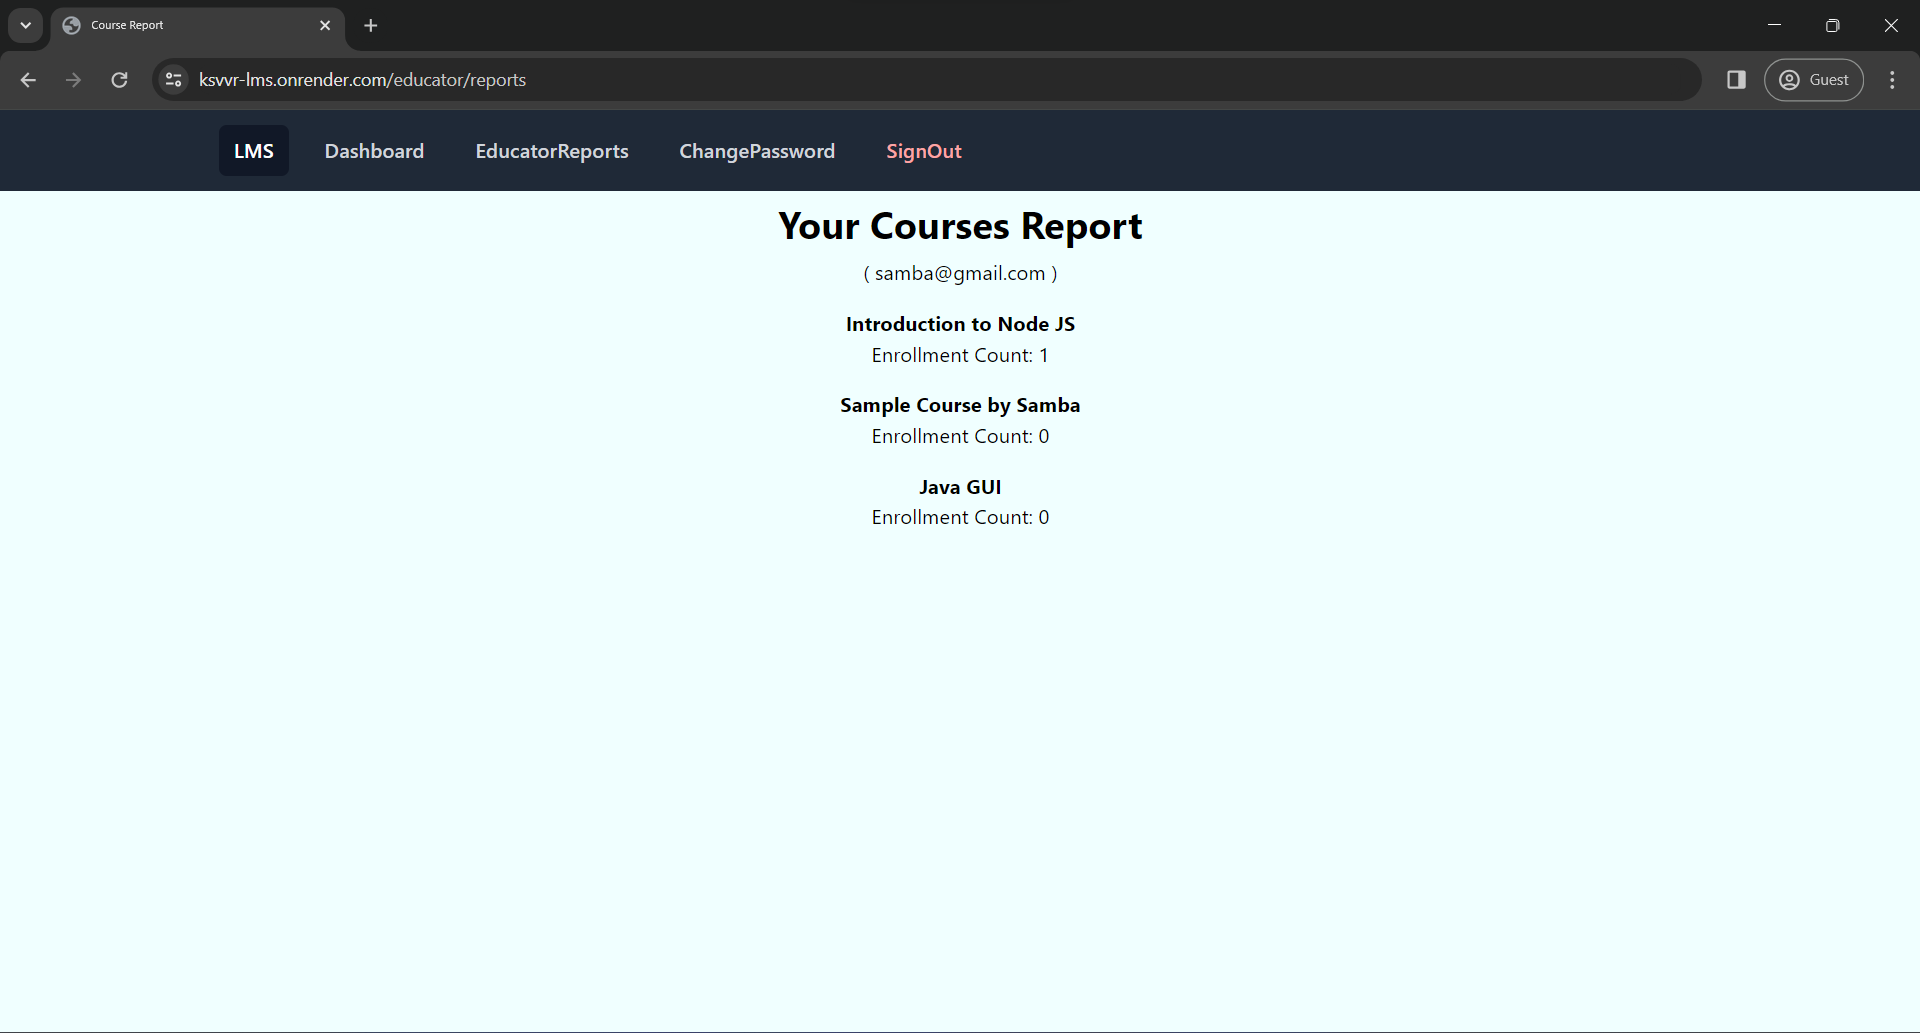 Course Report
ksvvr-lms.onrender.com/educator/reports
Guest
LMS Dashboard EducatorReports ChangePassword SignOut
Your Courses Report
( samba@gmail.com )
Introduction to Node JS
Enrollment Count: 1
Sample Course by Samba
Enrollment Count: 0
Java GUI
Enrollment Count: 0